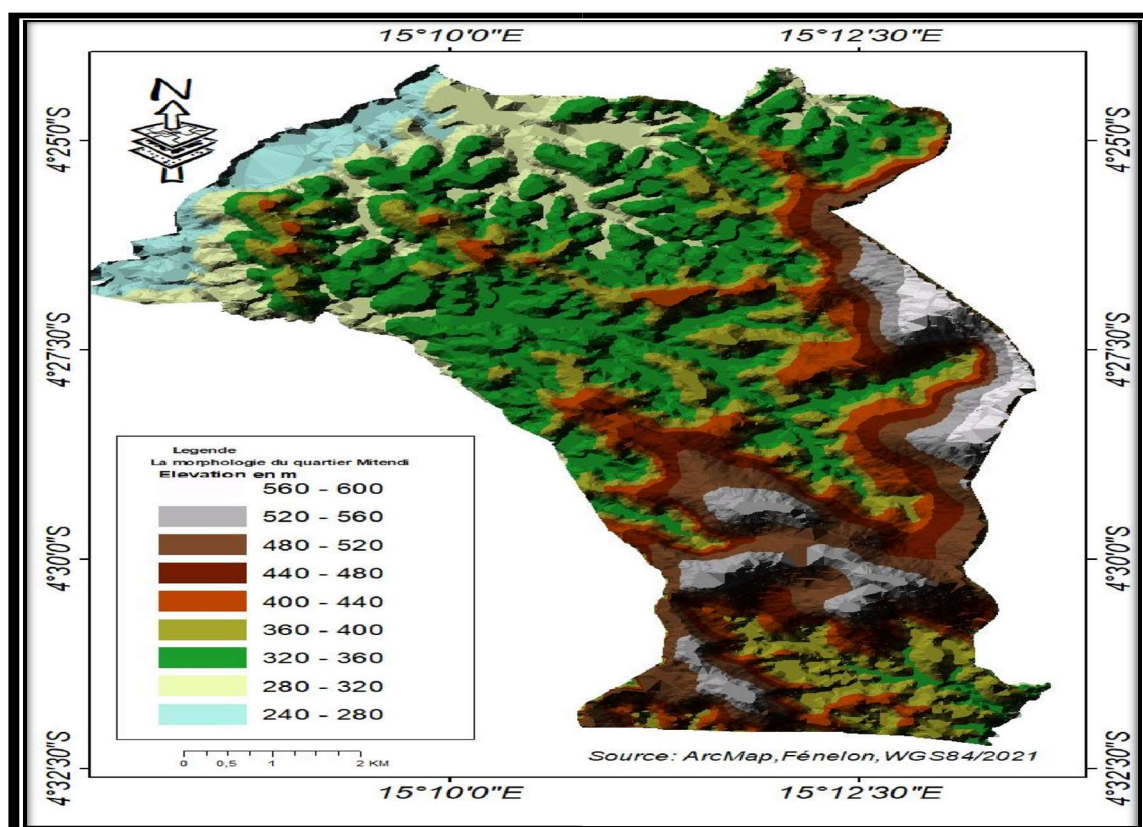 15°10'0"E 15°12'30"E
N
4°25'0"S 4°25'0"S
4°27'30"S 4°27'30"S
Legende
La morphologie du quartier Mitendi
Elevation en m
560 - 600
520 - 560
480 - 520
440 - 480
400 - 440
360 - 400
320 - 360
280 - 320
240 - 280
4°30'0"S 4°30'0"S
0 0,5 1 2 KM
Source: ArcMap,Fénelon,WGS84/2021
4°32'30"S 4°32'30"S
15°10'0"E 15°12'30"E